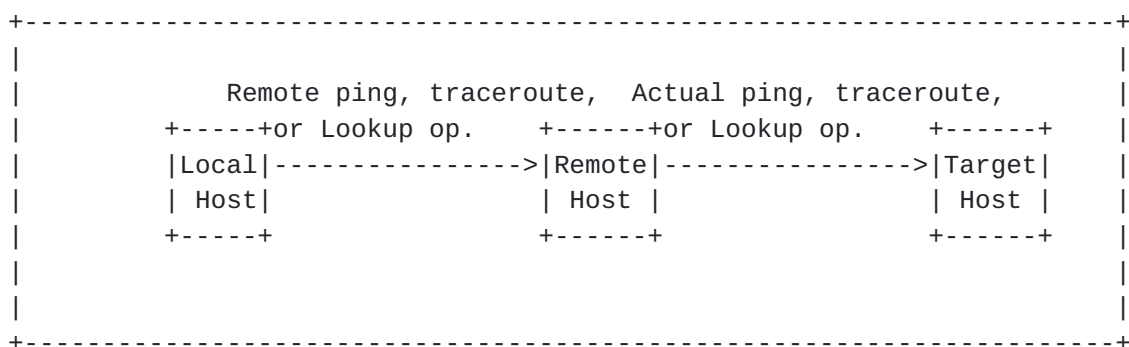 Remote ping, traceroute, Actual ping, traceroute,
or Lookup op. or Lookup op.
Local Remote Target
Host Host Host